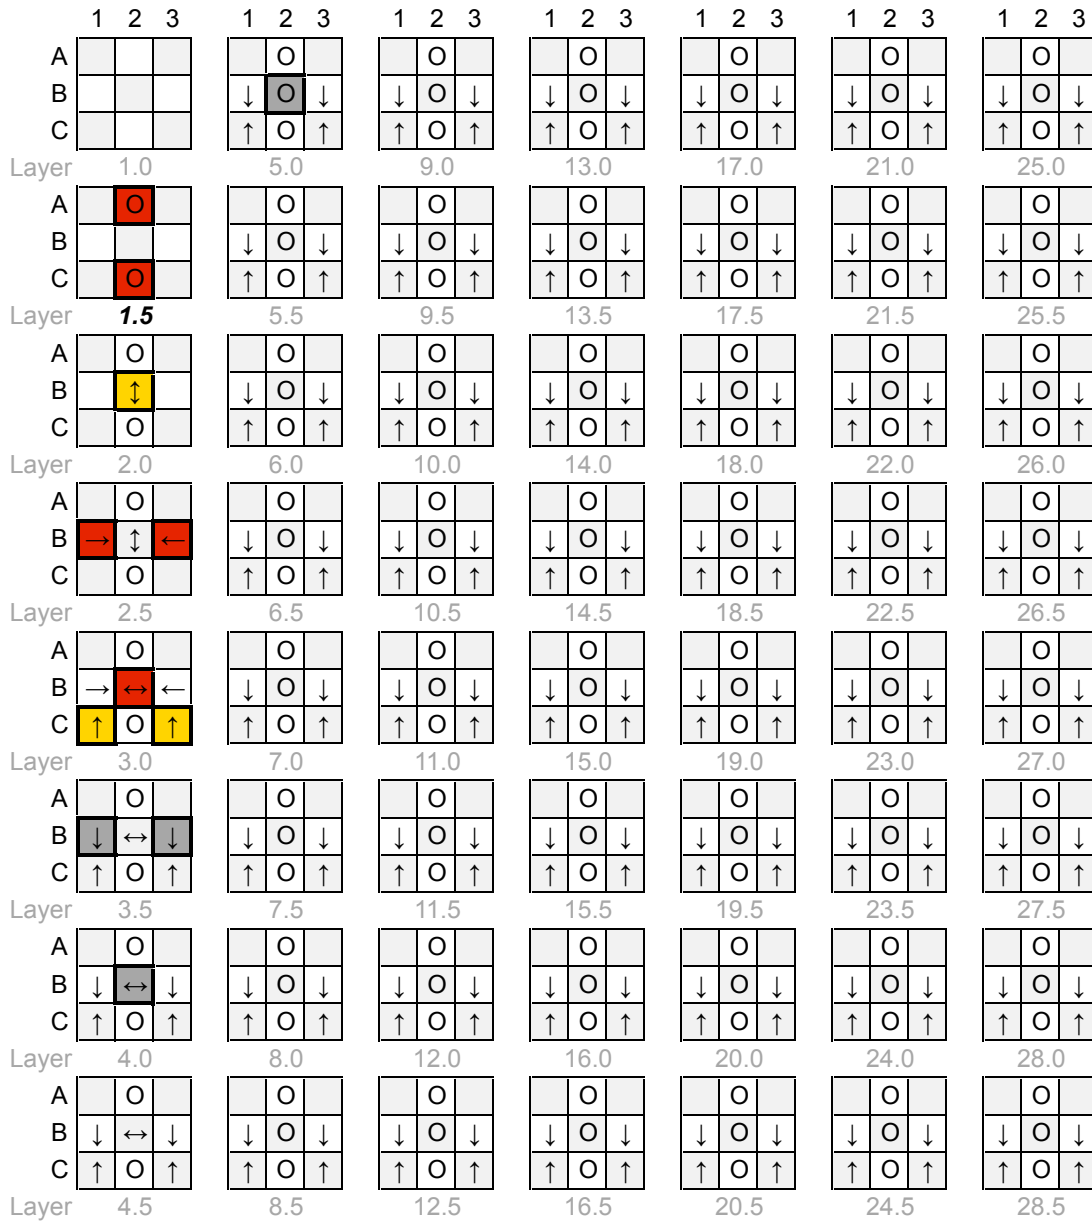 1 2 3 1 2 3 1 2 3 1 2 3 1 2 3 1 2 3 1 2 3
A O O O O O O
B ↓ O ↓ ↓ O ↓ ↓ O ↓ ↓ O ↓ ↓ O ↓ ↓ O ↓
C ↑ O ↑ ↑ O ↑ ↑ O ↑ ↑ O ↑ ↑ O ↑ ↑ O ↑
Layer 1.0 5.0 9.0 13.0 17.0 21.0 25.0
A O O O O O O O
B ↓ O ↓ ↓ O ↓ ↓ O ↓ ↓ O ↓ ↓ O ↓ ↓ O ↓
C O ↑ O ↑ ↑ O ↑ ↑ O ↑ ↑ O ↑ ↑ O ↑ ↑ O ↑
Layer 1.5 5.5 9.5 13.5 17.5 21.5 25.5
A O O O O O O O
B ↕ ↓ O ↓ ↓ O ↓ ↓ O ↓ ↓ O ↓ ↓ O ↓ ↓ O ↓
C O ↑ O ↑ ↑ O ↑ ↑ O ↑ ↑ O ↑ ↑ O ↑ ↑ O ↑
Layer 2.0 6.0 10.0 14.0 18.0 22.0 26.0
A O O O O O O O
B → ↕ ← ↓ O ↓ ↓ O ↓ ↓ O ↓ ↓ O ↓ ↓ O ↓ ↓ O ↓
C O ↑ O ↑ ↑ O ↑ ↑ O ↑ ↑ O ↑ ↑ O ↑ ↑ O ↑
Layer 2.5 6.5 10.5 14.5 18.5 22.5 26.5
A O O O O O O O
B → ↔ ← ↓ O ↓ ↓ O ↓ ↓ O ↓ ↓ O ↓ ↓ O ↓ ↓ O ↓
C ↑ O ↑ ↑ O ↑ ↑ O ↑ ↑ O ↑ ↑ O ↑ ↑ O ↑ ↑ O ↑
Layer 3.0 7.0 11.0 15.0 19.0 23.0 27.0
A O O O O O O O
B ↓ ↔ ↓ ↓ O ↓ ↓ O ↓ ↓ O ↓ ↓ O ↓ ↓ O ↓ ↓ O ↓
C ↑ O ↑ ↑ O ↑ ↑ O ↑ ↑ O ↑ ↑ O ↑ ↑ O ↑ ↑ O ↑
Layer 3.5 7.5 11.5 15.5 19.5 23.5 27.5
A O O O O O O O
B ↓ ↔ ↓ ↓ O ↓ ↓ O ↓ ↓ O ↓ ↓ O ↓ ↓ O ↓ ↓ O ↓
C ↑ O ↑ ↑ O ↑ ↑ O ↑ ↑ O ↑ ↑ O ↑ ↑ O ↑ ↑ O ↑
Layer 4.0 8.0 12.0 16.0 20.0 24.0 28.0
A O O O O O O O
B ↓ ↔ ↓ ↓ O ↓ ↓ O ↓ ↓ O ↓ ↓ O ↓ ↓ O ↓ ↓ O ↓
C ↑ O ↑ ↑ O ↑ ↑ O ↑ ↑ O ↑ ↑ O ↑ ↑ O ↑ ↑ O ↑
Layer 4.5 8.5 12.5 16.5 20.5 24.5 28.5